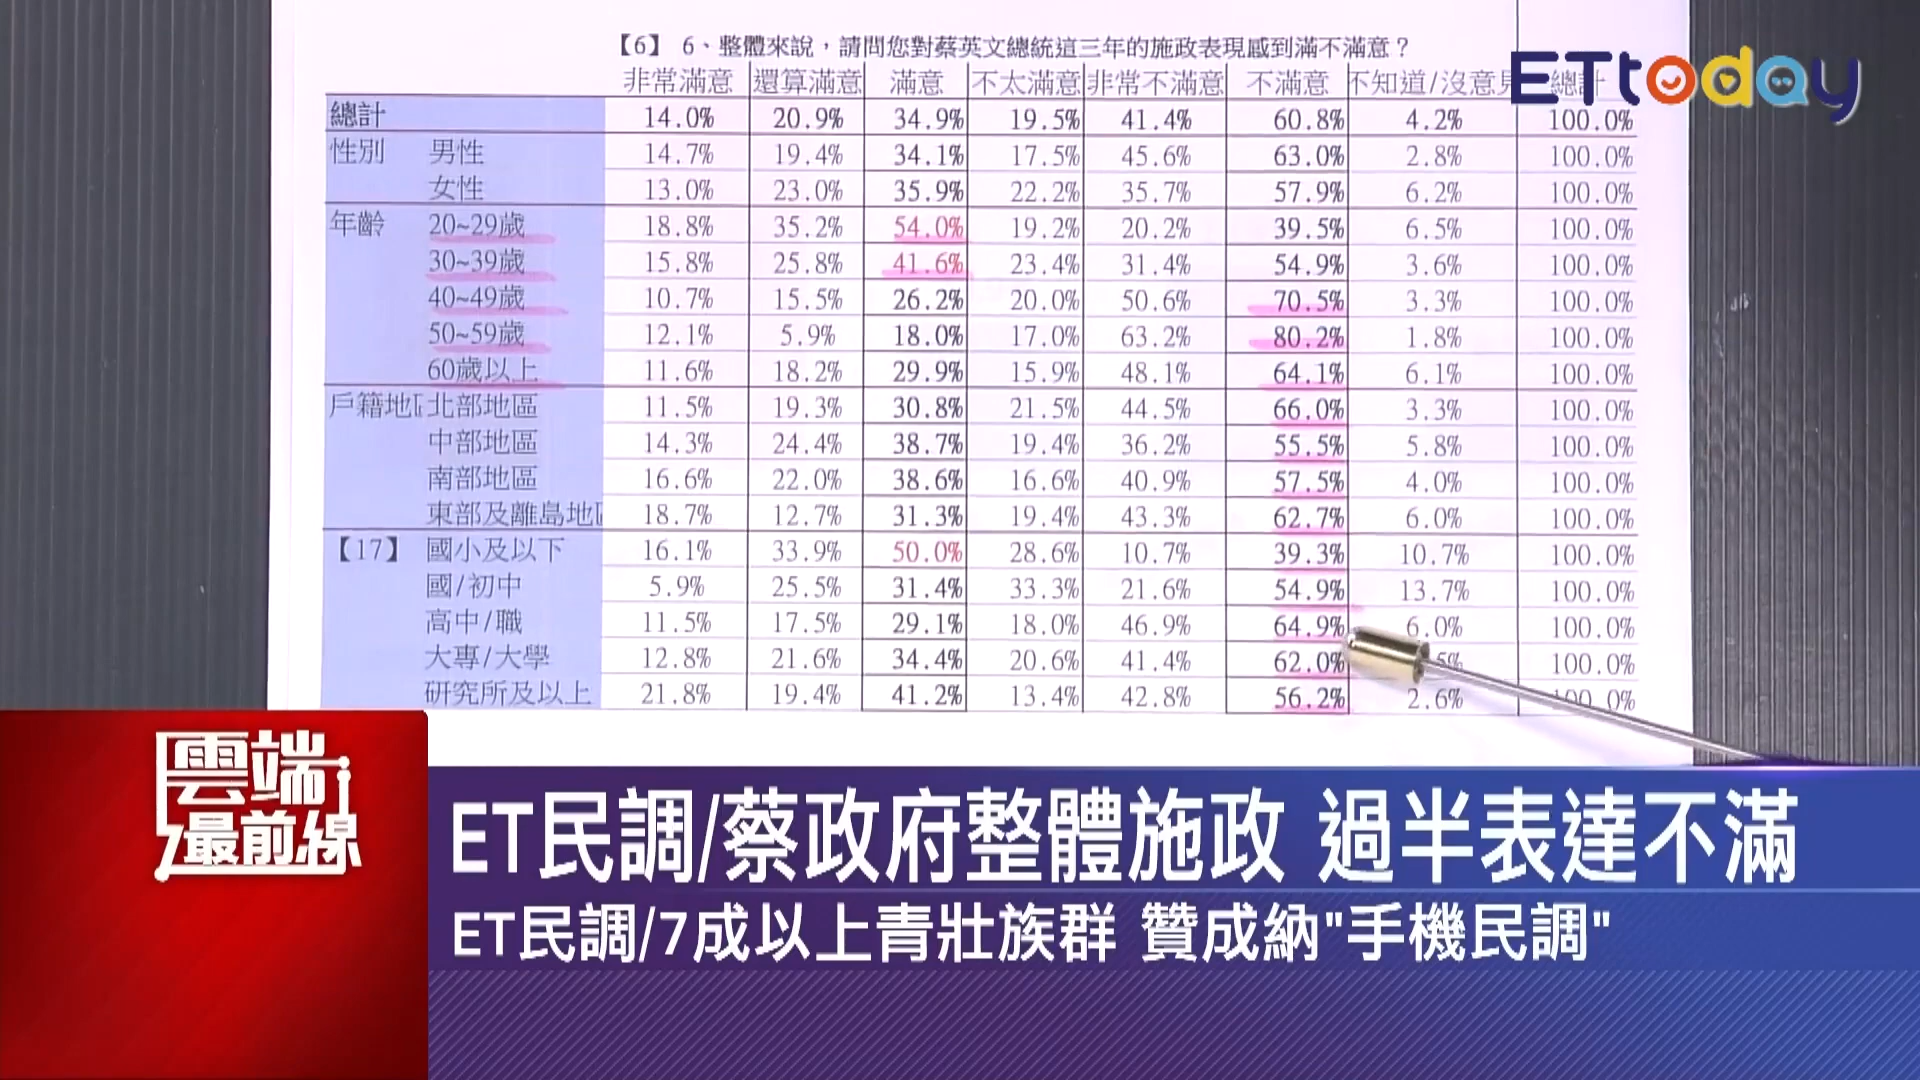 【6】 6、整體來說，請問您對蔡英文總統這三年的施政表現感到滿不滿意？
ETtoday
非常滿意 還算滿意 滿意 不太滿意 非常不滿意 不滿意 不知道/沒意見 總計
總計 14.0% 20.9% 34.9% 19.5% 41.4% 60.8% 4.2% 100.0%
性別 男性 14.7% 19.4% 34.1% 17.5% 45.6% 63.0% 2.8% 100.0%
女性 13.0% 23.0% 35.9% 22.2% 35.7% 57.9% 6.2% 100.0%
年齡 20~29歲 18.8% 35.2% 54.0% 19.2% 20.2% 39.5% 6.5% 100.0%
30~39歲 15.8% 25.8% 41.6% 23.4% 31.4% 54.9% 3.6% 100.0%
40~49歲 10.7% 15.5% 26.2% 20.0% 50.6% 70.5% 3.3% 100.0%
50~59歲 12.1% 5.9% 18.0% 17.0% 63.2% 80.2% 1.8% 100.0%
60歲以上 11.6% 18.2% 29.9% 15.9% 48.1% 64.1% 6.1% 100.0%
戶籍地區 北部地區 11.5% 19.3% 30.8% 21.5% 44.5% 66.0% 3.3% 100.0%
中部地區 14.3% 24.4% 38.7% 19.4% 36.2% 55.5% 5.8% 100.0%
南部地區 16.6% 22.0% 38.6% 16.6% 40.9% 57.5% 4.0% 100.0%
東部及離島地區 18.7% 12.7% 31.3% 19.4% 43.3% 62.7% 6.0% 100.0%
【17】 國小及以下 16.1% 33.9% 50.0% 28.6% 10.7% 39.3% 10.7% 100.0%
國/初中 5.9% 25.5% 31.4% 33.3% 21.6% 54.9% 13.7% 100.0%
高中/職 11.5% 17.5% 29.1% 18.0% 46.9% 64.9% 6.0% 100.0%
大專/大學 12.8% 21.6% 34.4% 20.6% 41.4% 62.0% 5% 100.0%
研究所及以上 21.8% 19.4% 41.2% 13.4% 42.8% 56.2% 2.6% 100.0%
雲端
最前線
ET民調/蔡政府整體施政 過半表達不滿
ET民調/7成以上青壯族群 贊成納"手機民調"